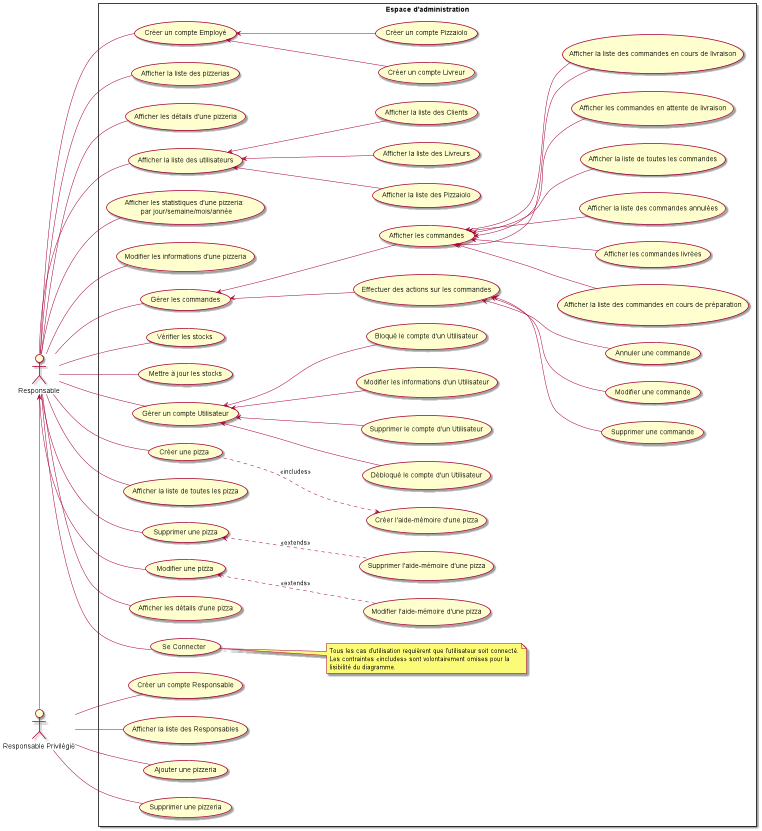 Espace d'administration
Créer un compte Employé
Créer un compte Pizzaiolo
Créer un compte Livreur
Afficher la liste des pizzerias
Afficher les détails d'une pizzeria
Afficher la liste des utilisateurs
Afficher la liste des Clients
Afficher la liste des Livreurs
Afficher la liste des Pizzaiolo
Afficher les statistiques d'une pizzeria
par jour/semaine/mois/année
Modifier les informations d'une pizzeria
Gérer les commandes
Afficher les commandes
Effectuer des actions sur les commandes
Afficher la liste des commandes en cours de livraison
Afficher les commandes en attente de livraison
Afficher la liste de toutes les commandes
Afficher la liste des commandes annulées
Afficher les commandes livrées
Afficher la liste des commandes en cours de préparation
Annuler une commande
Modifier une commande
Supprimer une commande
Vérifier les stocks
Mettre à jour les stocks
Responsable
Gérer un compte Utilisateur
Bloqué le compte d'un Utilisateur
Modifier les informations d'un Utilisateur
Supprimer le compte d'un Utilisateur
Débloqué le compte d'un Utilisateur
Créer une pizza
«includes»
Créer l'aide-mémoire d'une pizza
Afficher la liste de toutes les pizza
Supprimer une pizza
«extends»
Supprimer l'aide-mémoire d'une pizza
Modifier une pizza
«extends»
Modifier l'aide-mémoire d'une pizza
Afficher les détails d'une pizza
Se Connecter
Tous les cas d'utilisation requièrent que l'utilisateur soit connecté.
Les contraintes «includes» sont volontairement omises pour la
lisibilité du diagramme.
Créer un compte Responsable
Afficher la liste des Responsables
Responsable Privilégié
Ajouter une pizzeria
Supprimer une pizzeria